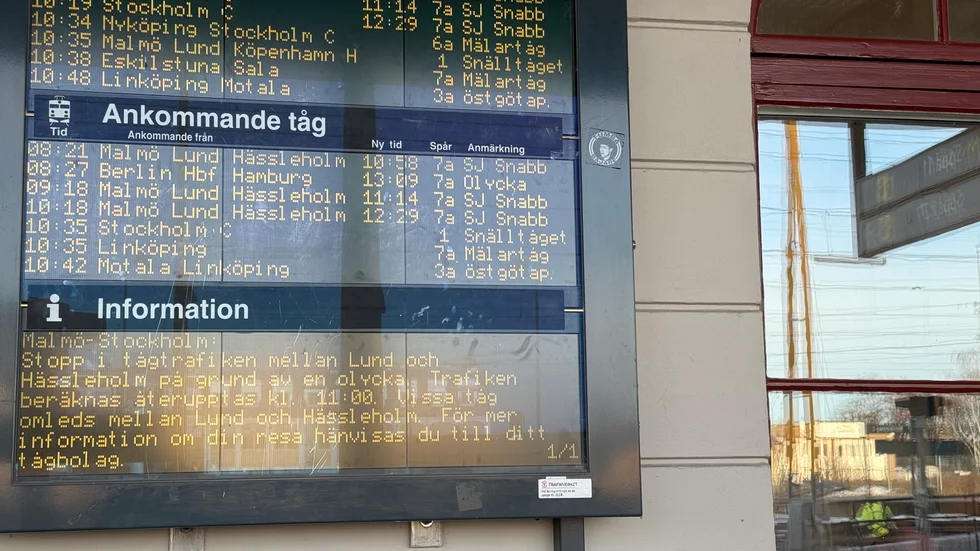 10:19 Stockholm C 11:14 7a SJ Snabb
10:34 Nyköping Stockholm C 12:29 7a SJ Snabb
10:35 Malmö Lund Köpenhamn H 6a Mälartåg
10:38 Eskilstuna Sala 1 Snälltåget
10:48 Linköping Motala 7a Mälartåg
3a östgötap.
Ankommande tåg
Tid Ankommande från Ny tid Spår Anmärkning
08:21 Malmö Lund Hässleholm 10:58 7a SJ Snabb
08:27 Berlin Hbf Hamburg 13:09 7a Olycka
09:18 Malmö Lund Hässleholm 11:14 7a SJ Snabb
10:18 Malmö Lund Hässleholm 12:29 7a SJ Snabb
10:35 Stockholm C 1 Snälltåget
10:35 Linköping 7a Mälartåg
10:42 Motala Linköping 3a östgötap.
i Information
Malmö-Stockholm:
Stopp i tågtrafiken mellan Lund och
Hässleholm på grund av en olycka. Trafiken
beräknas återupptas kl. 11:00. Vissa tåg
omleds mellan Lund och Hässleholm. För mer
information om din resa hänvisas du till ditt
tågbolag. 1/1
TRAFIKVERKET